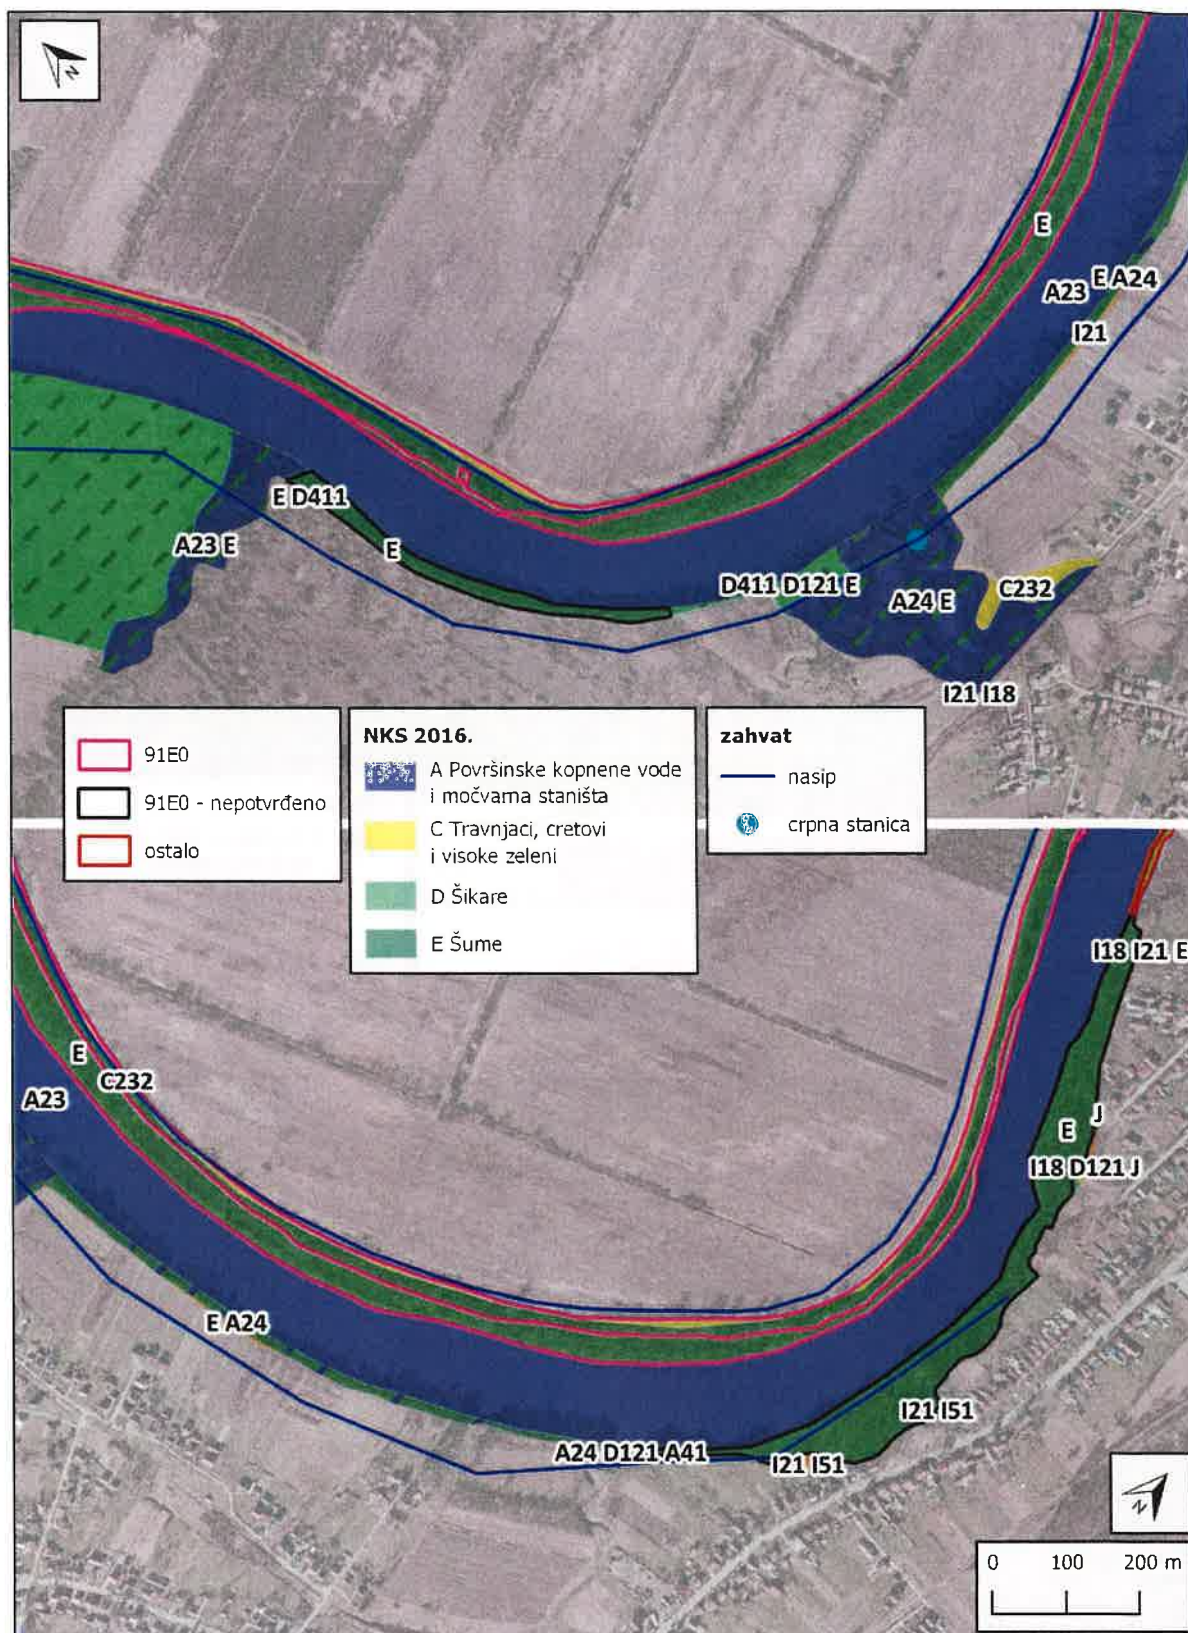 N
E
A23
E A24
I21
E D411
E
A23 E
D411 D121 E
A24 E
C232
I21 I18
91E0
91E0 - nepotvrđeno
ostalo
NKS 2016.
A Površinske kopnene vode
i močvarna staništa
C Travnjaci, cretovi
i visoke zeleni
D Šikare
E Šume
zahvat
nasip
crpna stanica
I18 I21 E
E
C232
A23
J
E
I18 D121 J
E A24
I21 I51
A24 D121 A41
I21 I51
N
0 100 200 m